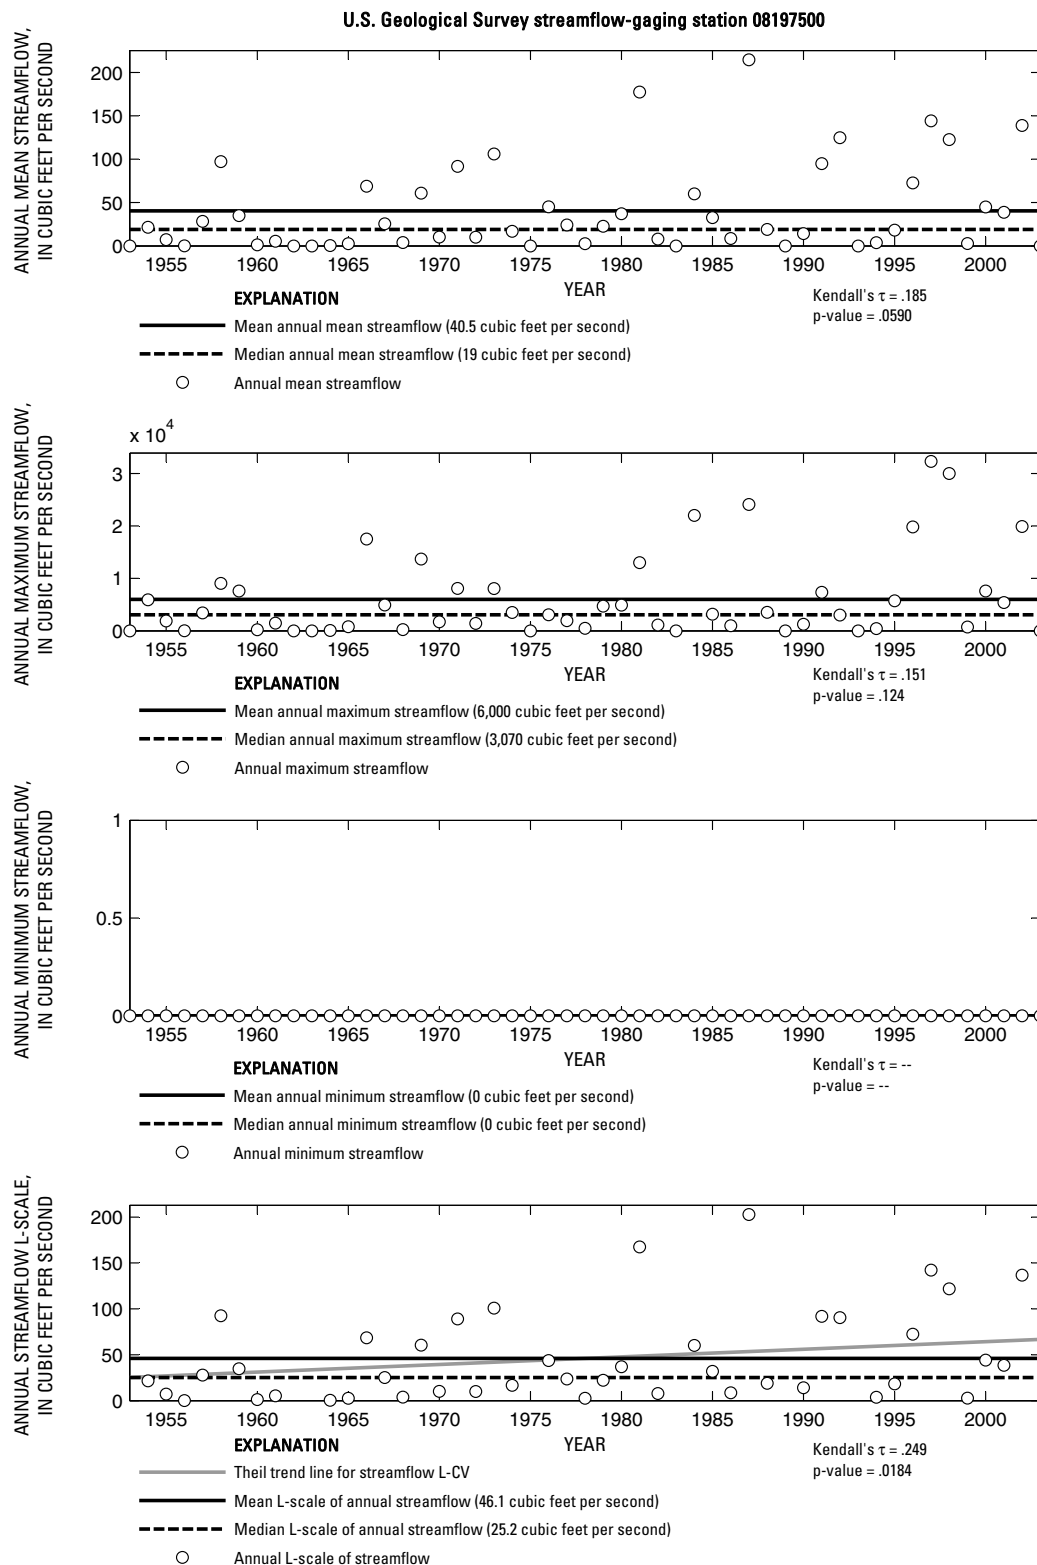 U.S. Geological Survey streamflow-gaging station 08197500
ANNUAL MEAN STREAMFLOW,
IN CUBIC FEET PER SECOND
200
150
100
50
0
1955 1960 1965 1970 1975 1980 1985 1990 1995 2000
YEAR
Kendall's τ = .185
p-value = .0590
EXPLANATION
Mean annual mean streamflow (40.5 cubic feet per second)
Median annual mean streamflow (19 cubic feet per second)
Annual mean streamflow
ANNUAL MAXIMUM STREAMFLOW,
IN CUBIC FEET PER SECOND
x 10⁴
3
2
1
0
1955 1960 1965 1970 1975 1980 1985 1990 1995 2000
YEAR
Kendall's τ = .151
p-value = .124
EXPLANATION
Mean annual maximum streamflow (6,000 cubic feet per second)
Median annual maximum streamflow (3,070 cubic feet per second)
Annual maximum streamflow
ANNUAL MINIMUM STREAMFLOW,
IN CUBIC FEET PER SECOND
1
0.5
0
1955 1960 1965 1970 1975 1980 1985 1990 1995 2000
YEAR
Kendall's τ = --
p-value = --
EXPLANATION
Mean annual minimum streamflow (0 cubic feet per second)
Median annual minimum streamflow (0 cubic feet per second)
Annual minimum streamflow
ANNUAL STREAMFLOW L-SCALE,
IN CUBIC FEET PER SECOND
200
150
100
50
0
1955 1960 1965 1970 1975 1980 1985 1990 1995 2000
YEAR
Kendall's τ = .249
p-value = .0184
EXPLANATION
Theil trend line for streamflow L-CV
Mean L-scale of annual streamflow (46.1 cubic feet per second)
Median L-scale of annual streamflow (25.2 cubic feet per second)
Annual L-scale of streamflow